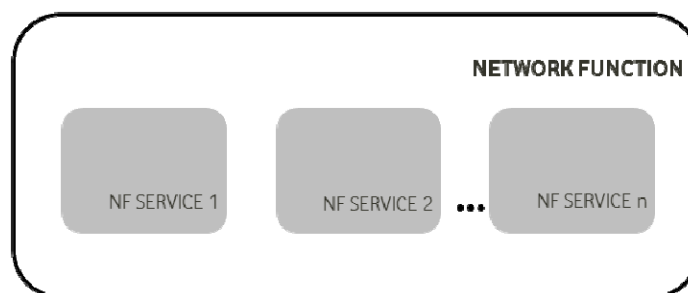 NETWORK FUNCTION
NF SERVICE 1
NF SERVICE 2
...
NF SERVICE n